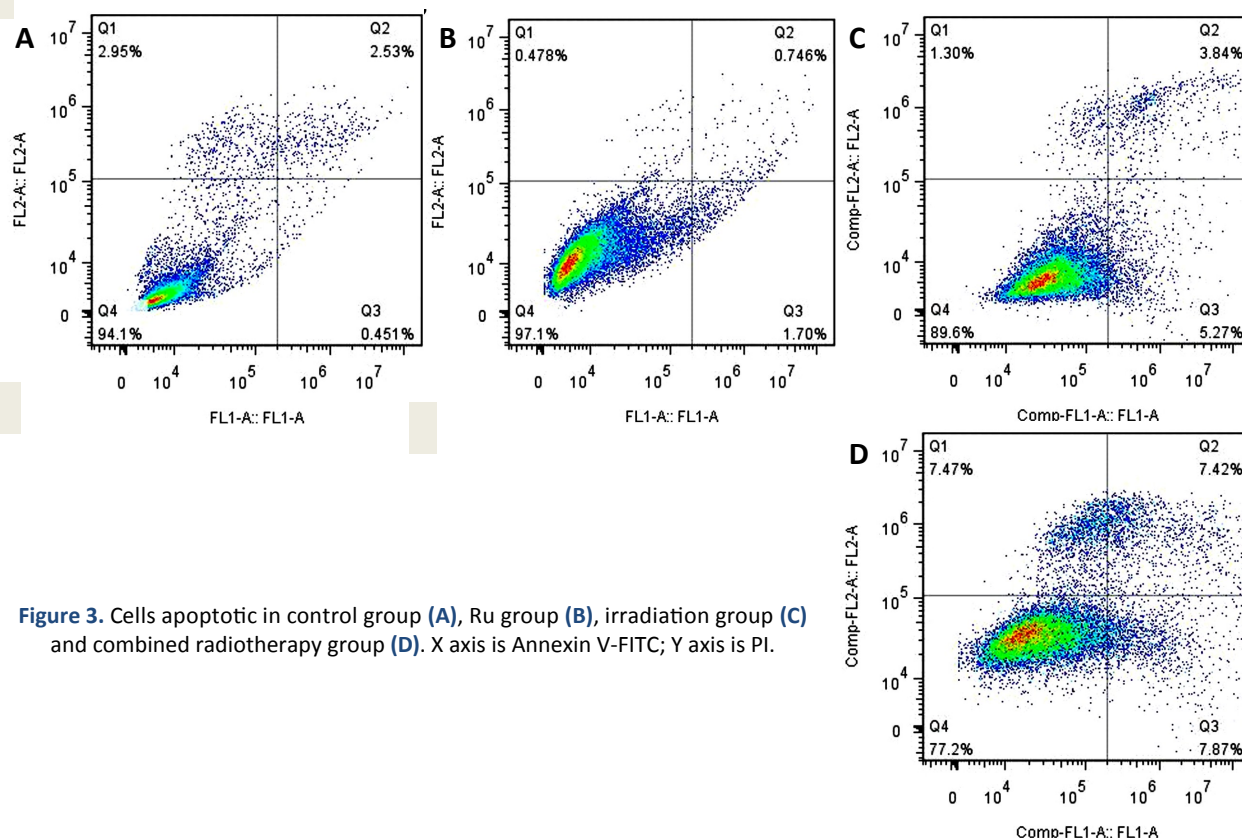 A
Q1
2.95%
Q2
2.53%
10^7
10^6
10^5
10^4
0
FL2-A:: FL2-A
Q4
94.1%
Q3
0.451%
0 10^4 10^5 10^6 10^7
FL1-A:: FL1-A
B
Q1
0.478%
Q2
0.746%
10^7
10^6
10^5
10^4
0
FL2-A:: FL2-A
Q4
97.1%
Q3
1.70%
0 10^4 10^5 10^6 10^7
FL1-A:: FL1-A
C
Q1
1.30%
Q2
3.84%
10^7
10^6
10^5
10^4
0
Comp-FL2-A:: FL2-A
Q4
89.6%
Q3
5.27%
0 10^4 10^5 10^6 10^7
Comp-FL1-A:: FL1-A
D
Q1
7.47%
Q2
7.42%
10^7
10^6
10^5
10^4
0
Comp-FL2-A:: FL2-A
Q4
77.2%
Q3
7.87%
0 10^4 10^5 10^6 10^7
Comp-FL1-A:: FL1-A
Figure 3. Cells apoptotic in control group (A), Ru group (B), irradiation group (C)
and combined radiotherapy group (D). X axis is Annexin V-FITC; Y axis is PI.